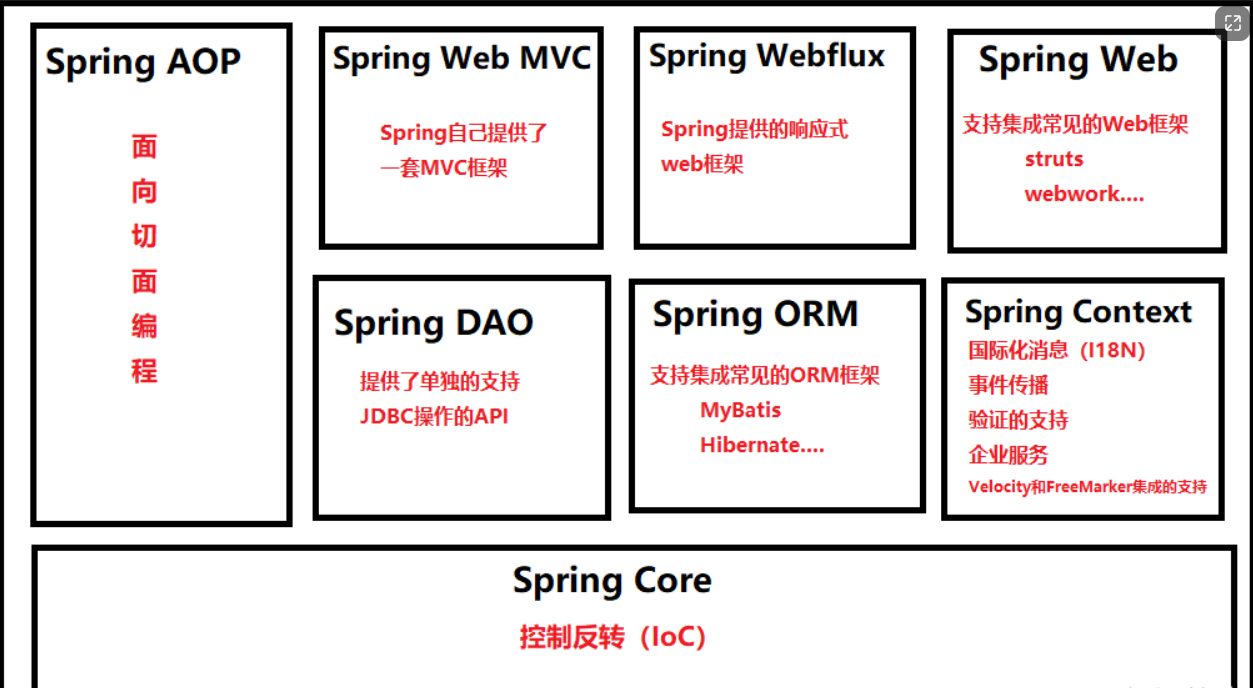 Spring AOP
面
向
切
面
编
程
Spring Web MVC
Spring自己提供了
一套MVC框架
Spring Webflux
Spring提供的响应式
web框架
Spring Web
支持集成常见的Web框架
struts
webwork....
Spring DAO
提供了单独的支持
JDBC操作的API
Spring ORM
支持集成常见的ORM框架
MyBatis
Hibernate....
Spring Context
国际化消息（I18N）
事件传播
验证的支持
企业服务
Velocity和FreeMarker集成的支持
Spring Core
控制反转（IoC）